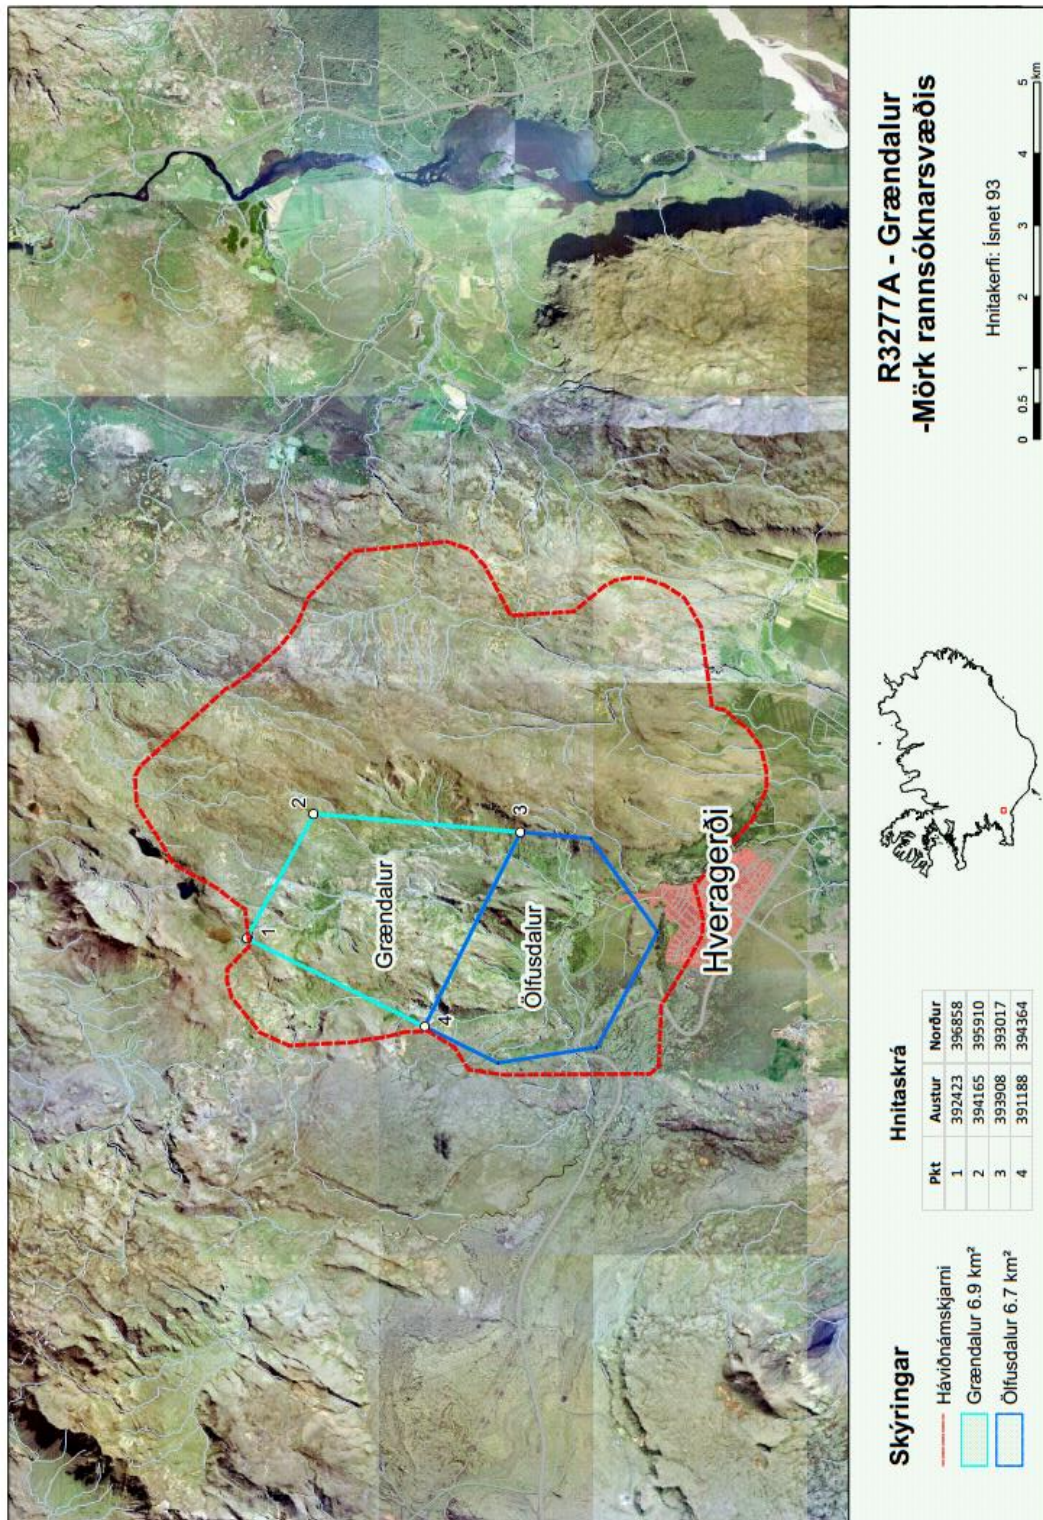 1
2
Grændalur
4
3
Ölfusdalur
Hveragerði
Skýringar
Háviðnámskjarni
Grændalur 6.9 km²
Ölfusdalur 6.7 km²
Hnitaskrá
Pkt Austur Norður
1 392423 396858
2 394165 395910
3 393908 393017
4 391188 394364
R3277A - Grændalur
-Mörk rannsóknarsvæðis
Hnitakerfi: Ísnet 93
0 0.5 1 2 3 4 5
km